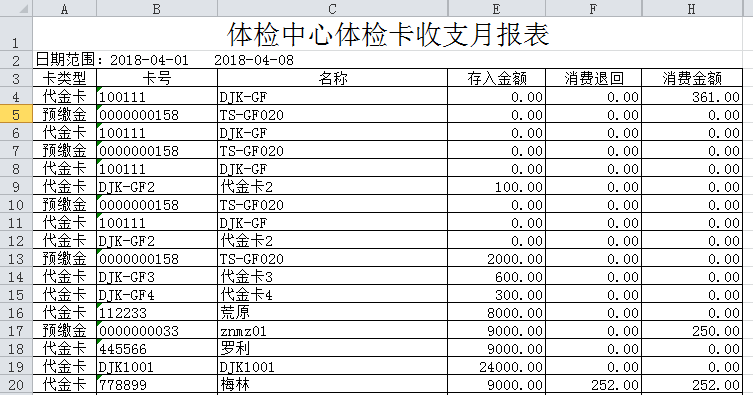 A B C E F H
1 体检中心体检卡收支月报表
2 日期范围：2018-04-01 2018-04-08
3 卡类型 卡号 名称 存入金额 消费退回 消费金额
4 代金卡 100111 DJK-GF 0.00 0.00 361.00
5 预缴金 0000000158 TS-GF020 0.00 0.00 0.00
6 代金卡 100111 DJK-GF 0.00 0.00 0.00
7 预缴金 0000000158 TS-GF020 0.00 0.00 0.00
8 代金卡 100111 DJK-GF 0.00 0.00 0.00
9 代金卡 DJK-GF2 代金卡2 100.00 0.00 0.00
10 预缴金 0000000158 TS-GF020 0.00 0.00 0.00
11 代金卡 100111 DJK-GF 0.00 0.00 0.00
12 代金卡 DJK-GF2 代金卡2 0.00 0.00 0.00
13 预缴金 0000000158 TS-GF020 2000.00 0.00 0.00
14 代金卡 DJK-GF3 代金卡3 600.00 0.00 0.00
15 代金卡 DJK-GF4 代金卡4 300.00 0.00 0.00
16 代金卡 112233 荒原 8000.00 0.00 0.00
17 预缴金 0000000033 znmz01 9000.00 0.00 250.00
18 代金卡 445566 罗利 9000.00 0.00 0.00
19 代金卡 DJK1001 DJK1001 24000.00 0.00 0.00
20 代金卡 778899 梅林 9000.00 252.00 252.00